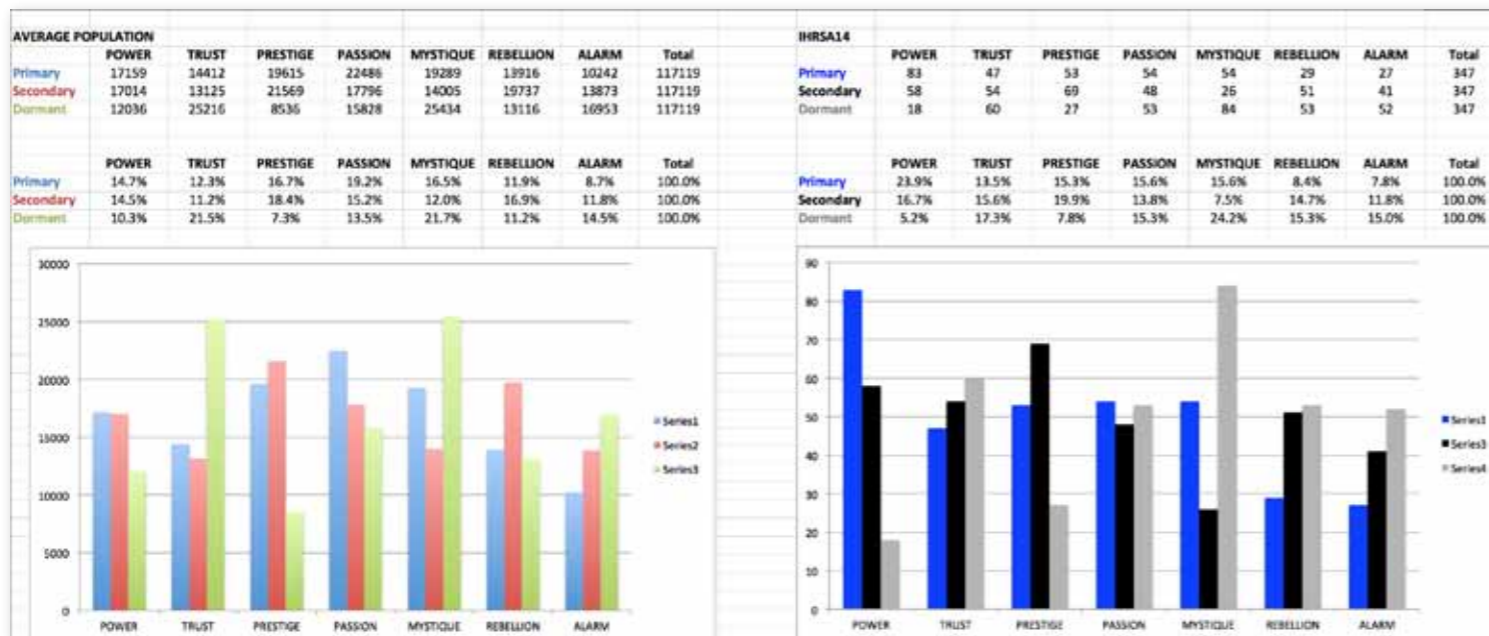 AVERAGE POPULATION
POWER TRUST PRESTIGE PASSION MYSTIQUE REBELLION ALARM Total
Primary 17159 14412 19615 22486 19289 13916 10242 117119
Secondary 17014 13125 21569 17796 14005 19737 13873 117119
Dormant 12036 25216 8536 15828 25434 13116 16953 117119
POWER TRUST PRESTIGE PASSION MYSTIQUE REBELLION ALARM Total
Primary 14.7% 12.3% 16.7% 19.2% 16.5% 11.9% 8.7% 100.0%
Secondary 14.5% 11.2% 18.4% 15.2% 12.0% 16.9% 11.8% 100.0%
Dormant 10.3% 21.5% 7.3% 13.5% 21.7% 11.2% 14.5% 100.0%
30000
25000
20000
15000
10000
5000
0
POWER TRUST PRESTIGE PASSION MYSTIQUE REBELLION ALARM
Series1
Series2
Series3
IHRSA14
POWER TRUST PRESTIGE PASSION MYSTIQUE REBELLION ALARM Total
Primary 83 47 53 54 54 29 27 347
Secondary 58 54 69 48 26 51 41 347
Dormant 18 60 27 53 84 53 52 347
POWER TRUST PRESTIGE PASSION MYSTIQUE REBELLION ALARM Total
Primary 23.9% 13.5% 15.3% 15.6% 15.6% 8.4% 7.8% 100.0%
Secondary 16.7% 15.6% 19.9% 13.8% 7.5% 14.7% 11.8% 100.0%
Dormant 5.2% 17.3% 7.8% 15.3% 24.2% 15.3% 15.0% 100.0%
90
80
70
60
50
40
30
20
10
0
POWER TRUST PRESTIGE PASSION MYSTIQUE REBELLION ALARM
Series1
Series3
Series4